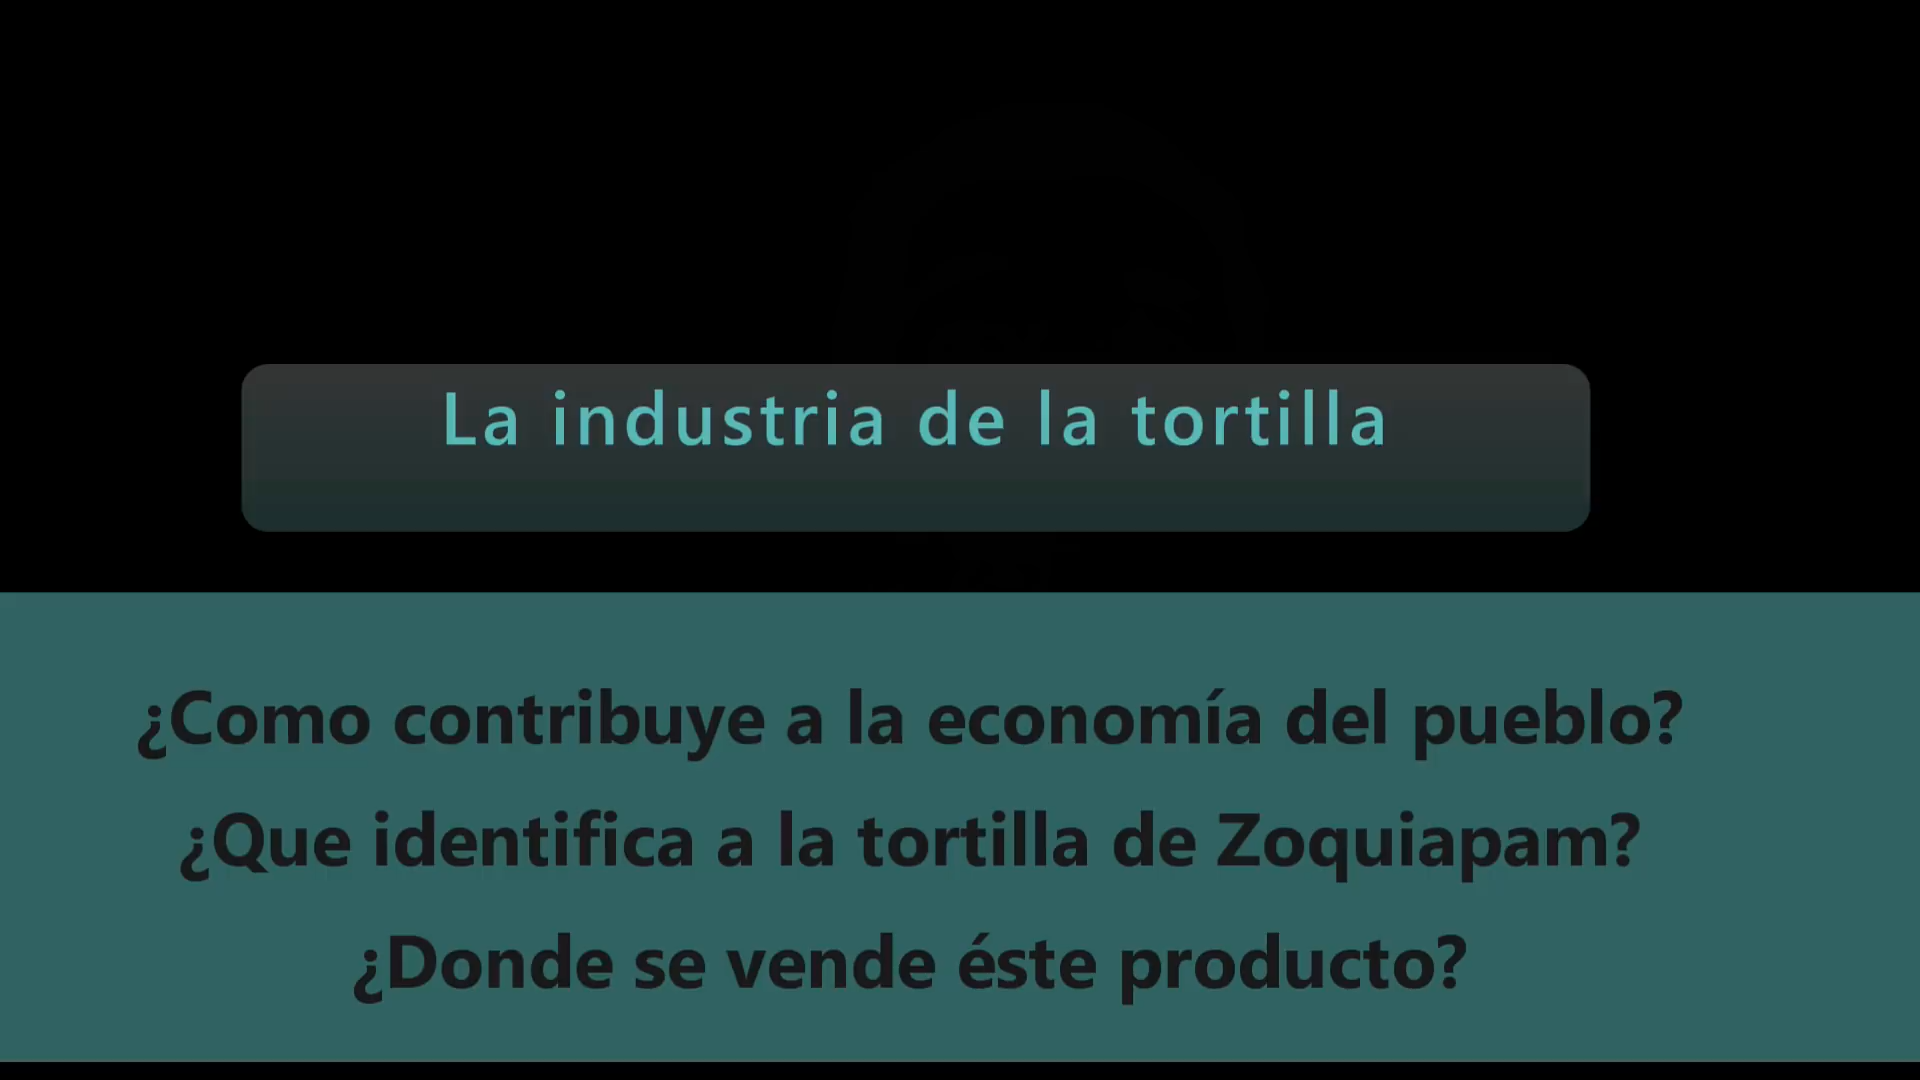 La industria de la tortilla
¿Como contribuye a la economía del pueblo?
¿Que identifica a la tortilla de Zoquiapam?
¿Donde se vende éste producto?